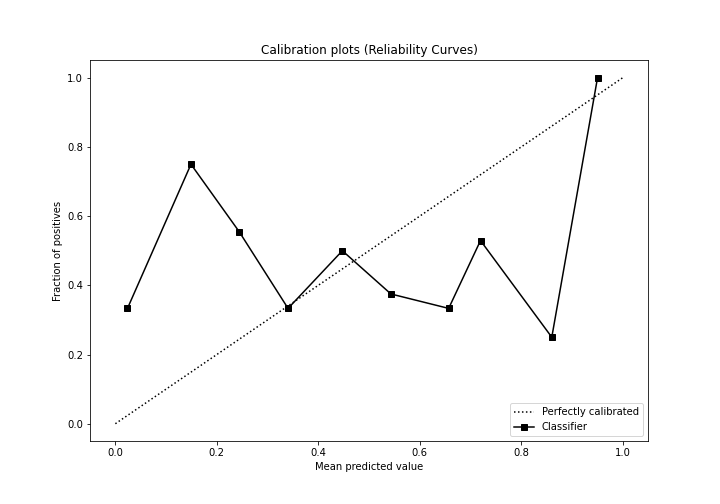 Calibration plots (Reliability Curves)
Fraction of positives
1.0
0.8
0.6
0.4
0.2
0.0
0.0 0.2 0.4 0.6 0.8 1.0
Mean predicted value
Perfectly calibrated
Classifier